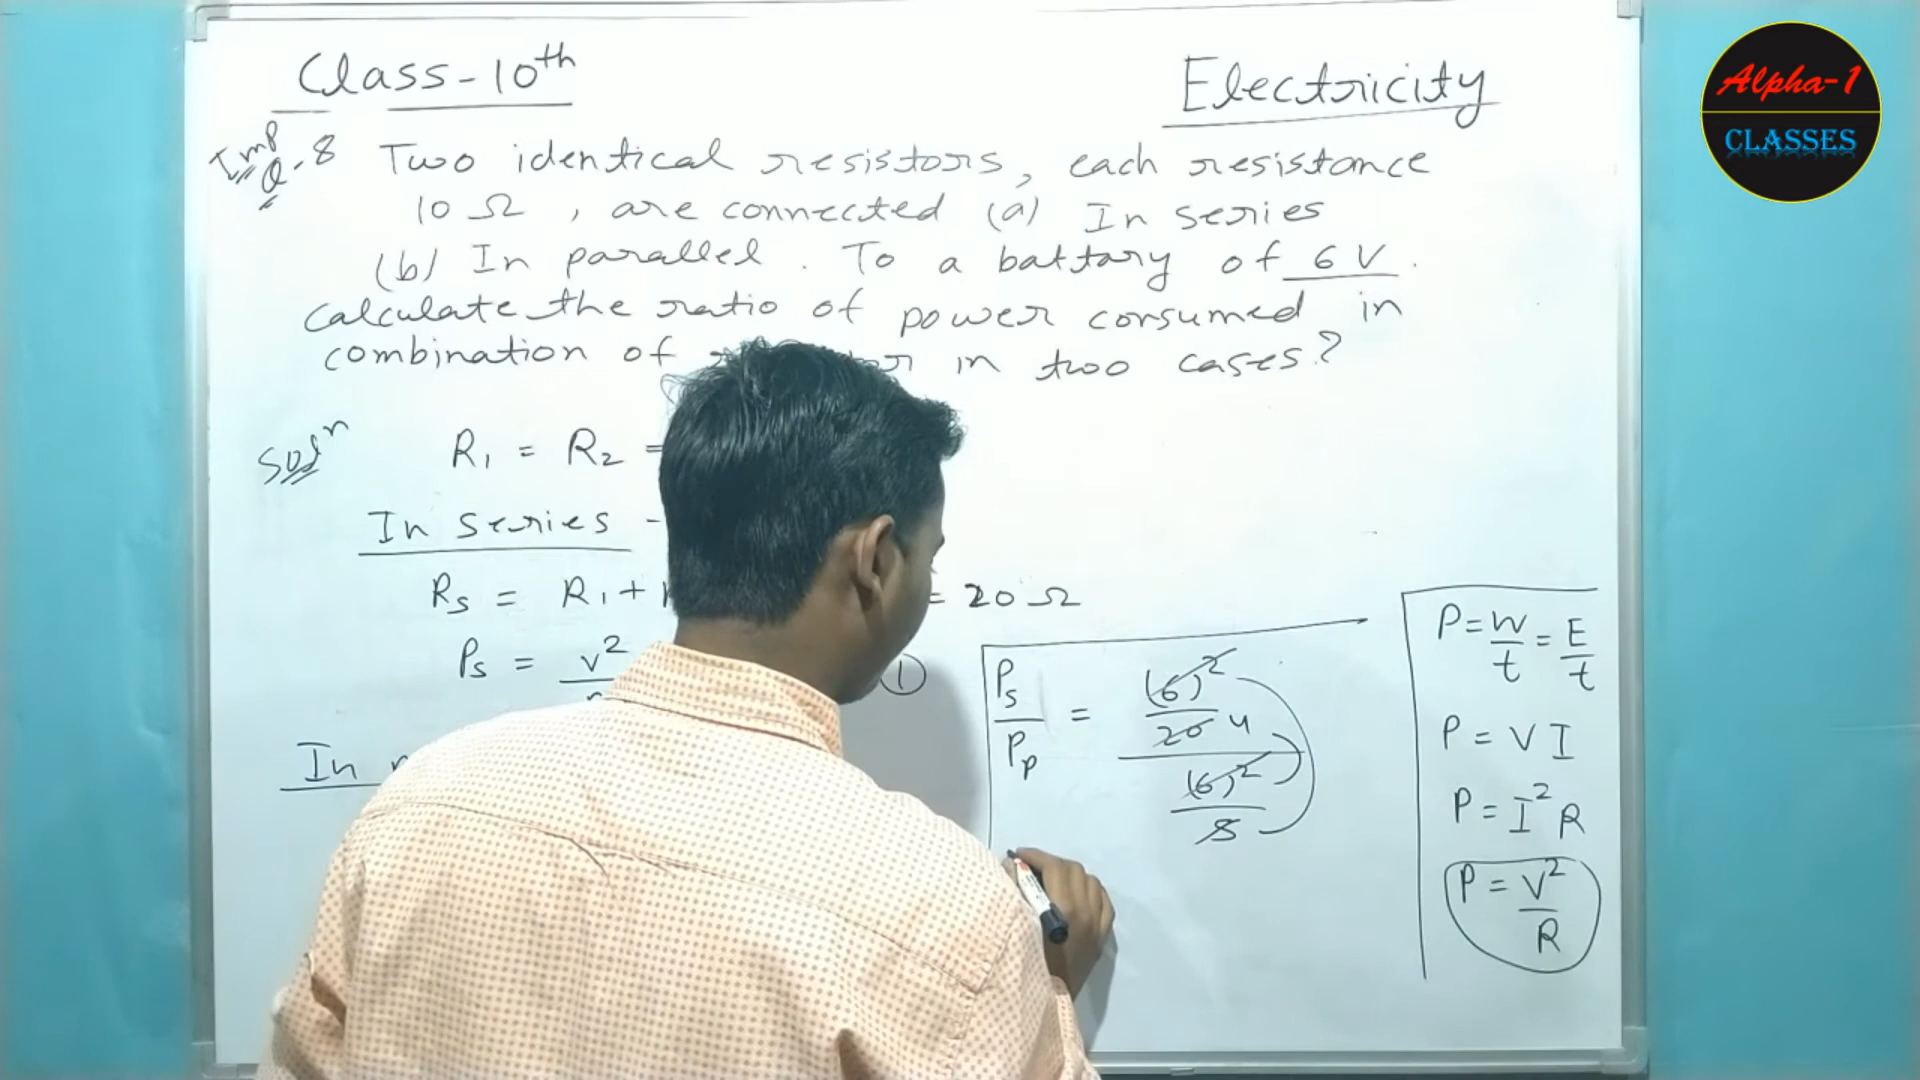 Class-10th
Electricity
Alpha-1
CLASSES
Imp
Q-8 Two identical resistors, each resistance
10 Ω, are connected (a) In series
(b) In parallel. To a battary of 6 V.
Calculate the ratio of power consumed in
combination of in two cases?
Solⁿ R₁ = R₂ =
In series -
Rs = R₁ + = 20 Ω
Ps = v² ①
In
Ps/Pp = (6)²/20 4 / (6)²/5
P = W/t = E/t
P = VI
P = I²R
P = V²/R